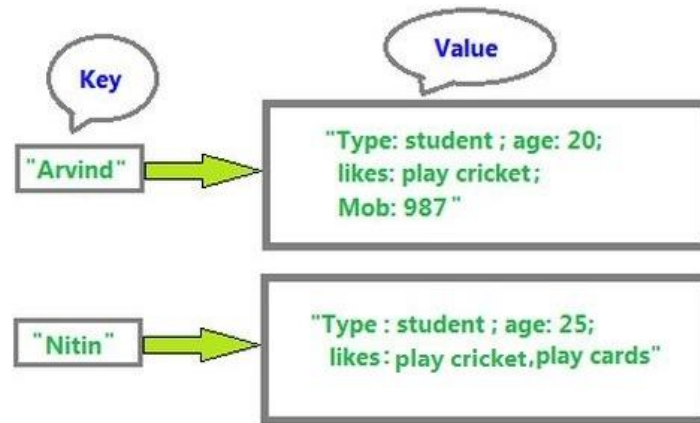 Key
Value
"Arvind"
"Type: student ; age: 20;
likes: play cricket;
Mob: 987"
"Nitin"
"Type : student ; age: 25;
likes: play cricket,play cards"